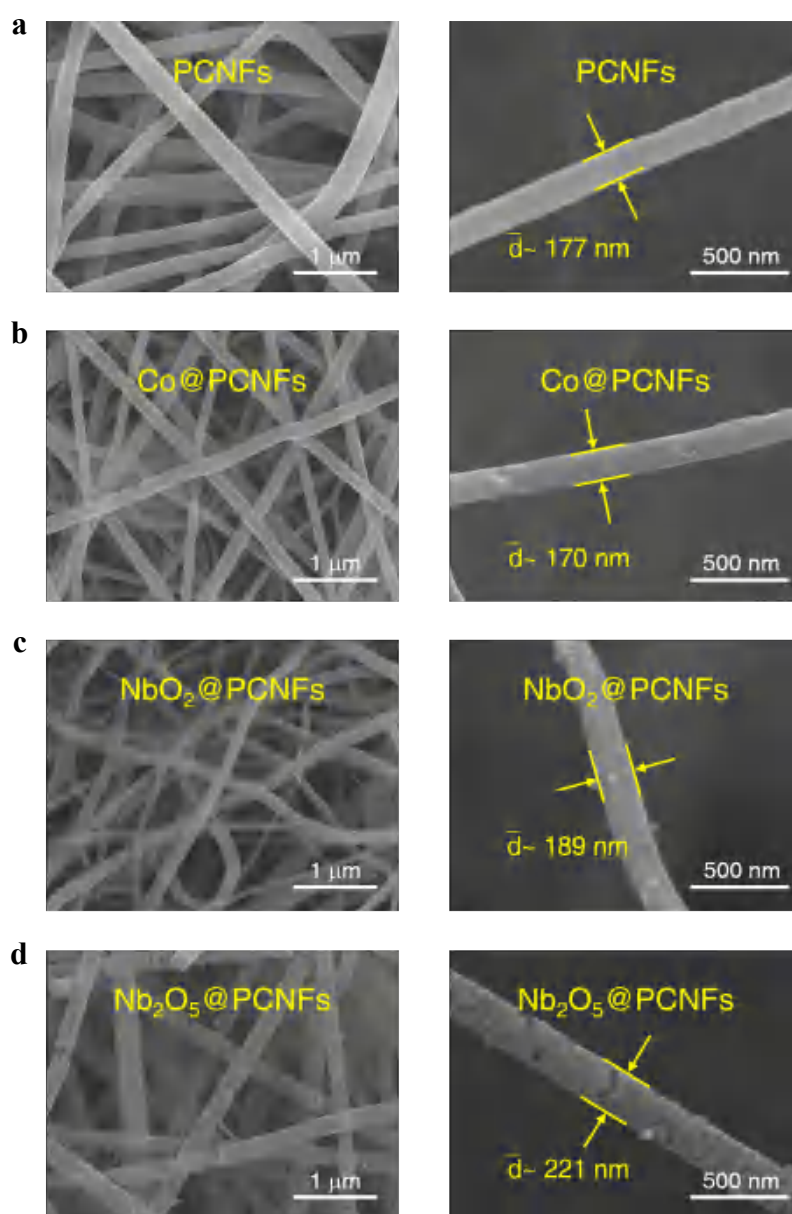 a
PCNFs
1 μm
PCNFs
d̅~ 177 nm
500 nm
b
Co@PCNFs
1 μm
Co@PCNFs
d̅~ 170 nm
500 nm
c
NbO₂@PCNFs
1 μm
NbO₂@PCNFs
d̅~ 189 nm
500 nm
d
Nb₂O₅@PCNFs
1 μm
Nb₂O₅@PCNFs
d̅~ 221 nm
500 nm